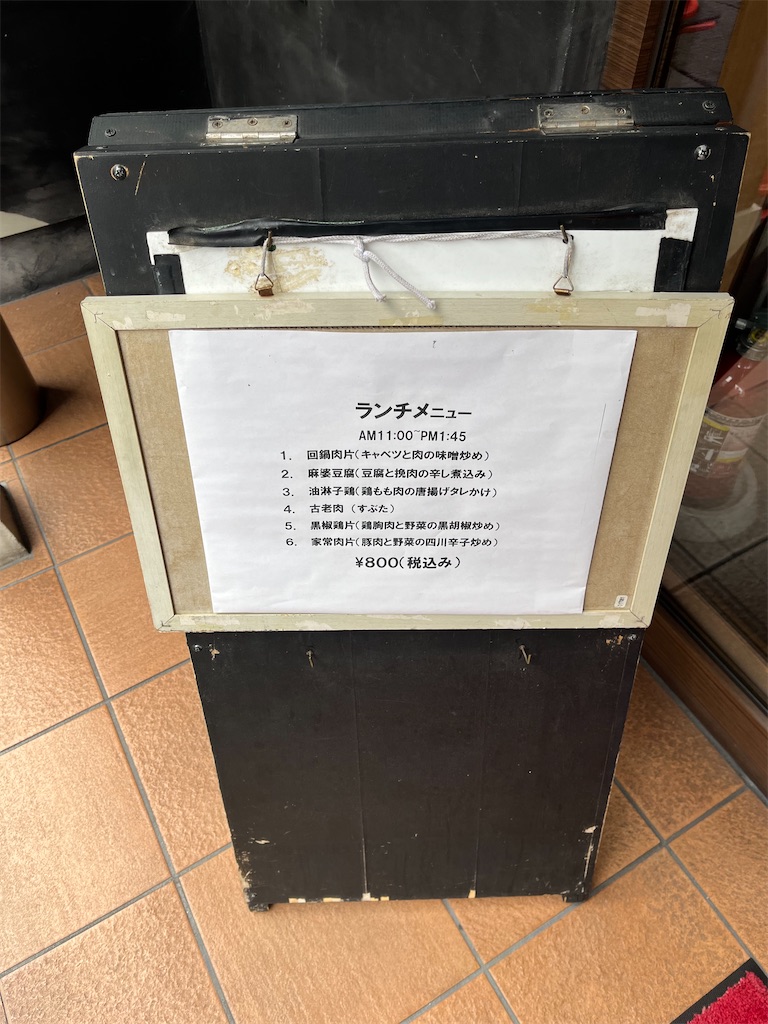 ランチメニュー
AM11:00~PM1:45
1. 回鍋肉片(キャベツと肉の味噌炒め)
2. 麻婆豆腐(豆腐と挽肉の辛し煮込み)
3. 油淋子鶏(鶏もも肉の唐揚げタレかけ)
4. 古老肉 (すぶた)
5. 黒椒鶏片(鶏胸肉と野菜の黒胡椒炒め)
6. 家常肉片(豚肉と野菜の四川辛子炒め)
¥800(税込み)